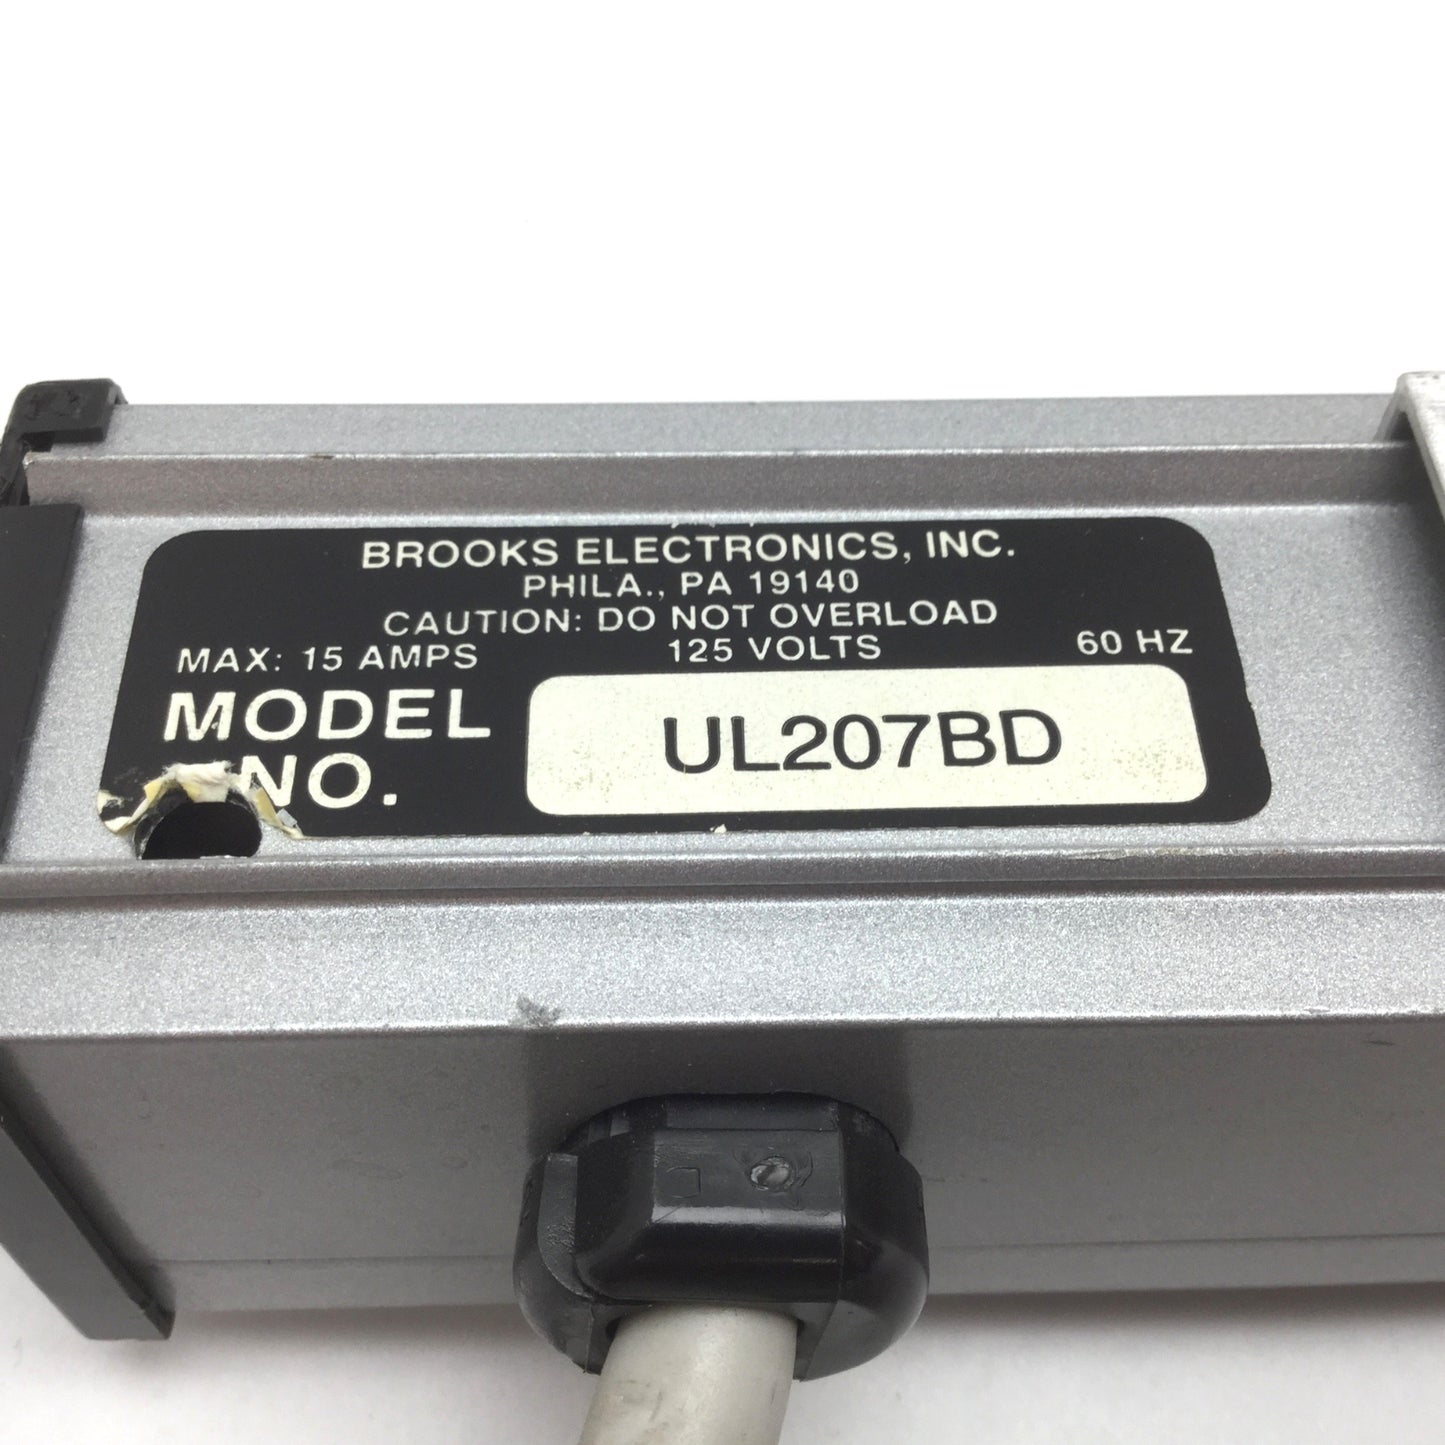 BROOKS ELECTRONICS, INC.
PHILA., PA 19140
CAUTION: DO NOT OVERLOAD
MAX: 15 AMPS 125 VOLTS 60 HZ
MODEL
NO.
UL207BD